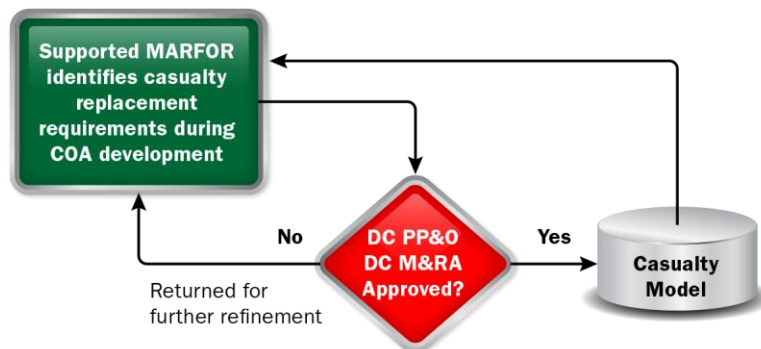 Supported MARFOR
identifies casualty
replacement
requirements during
COA development
No
DC PP&O
DC M&RA
Approved?
Yes
Casualty
Model
Returned for
further refinement